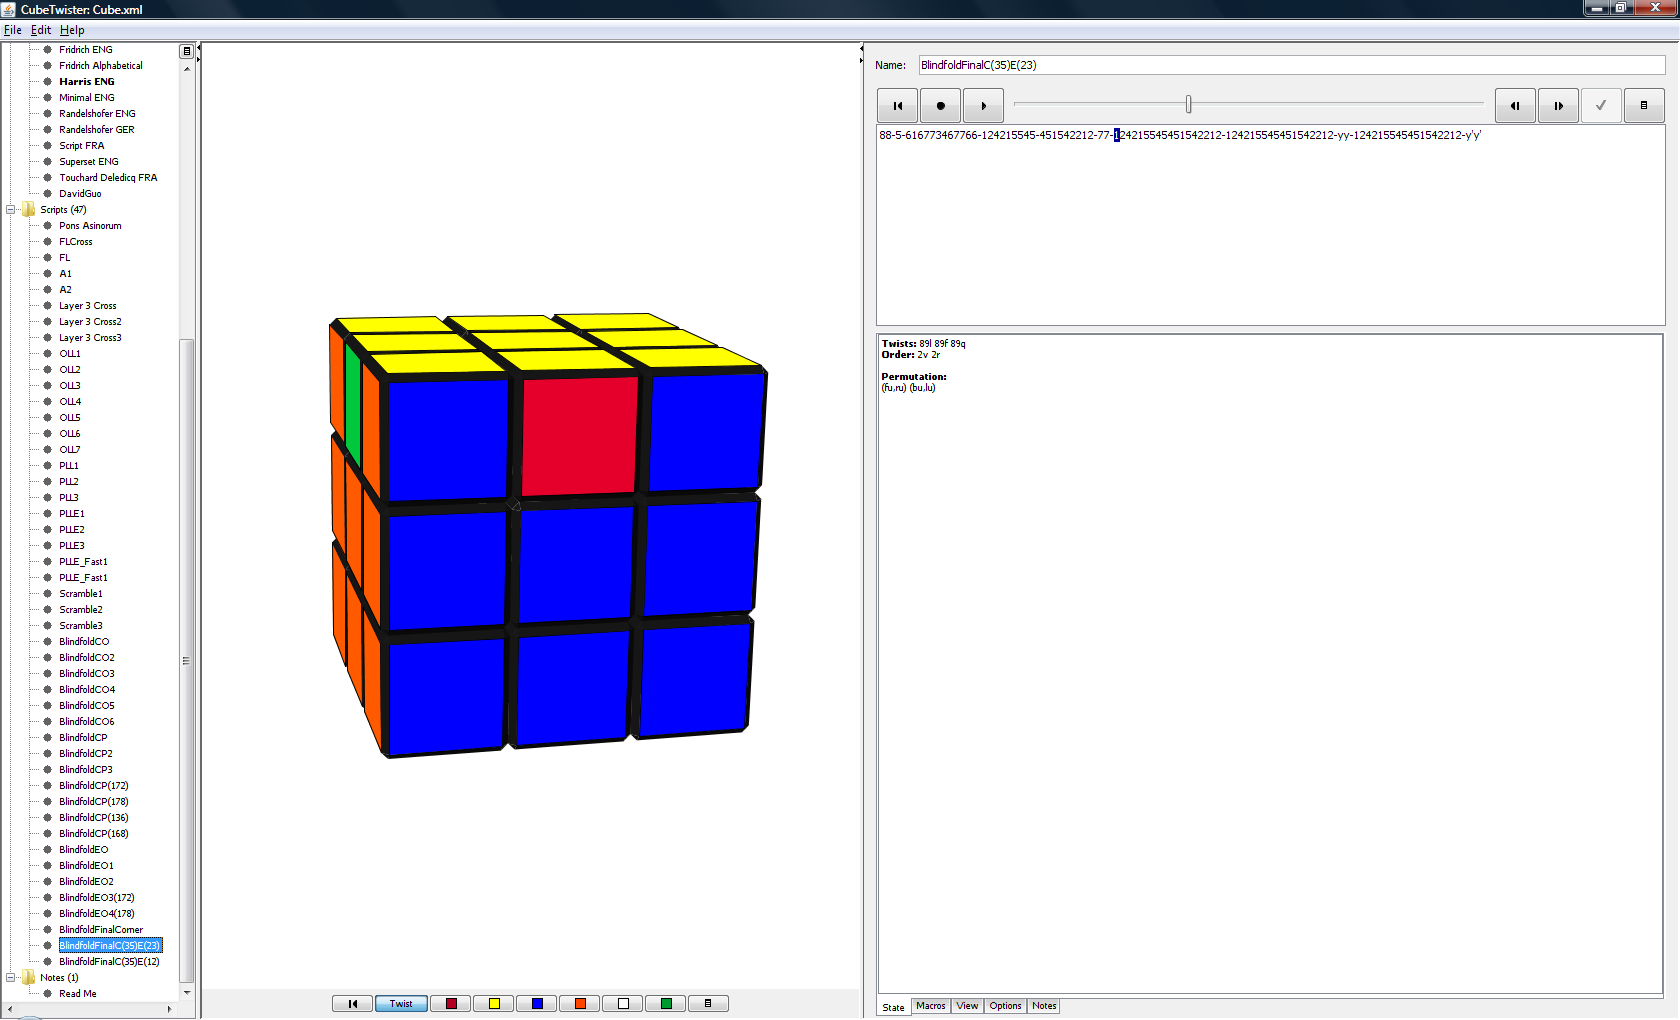 CubeTwister: Cube.xml
File Edit Help
Fridrich ENG
Fridrich Alphabetical
Harris ENG
Minimal ENG
Randelshofer ENG
Randelshofer GER
Script FRA
Superset ENG
Touchard Deledicq FRA
DavidGuo
Scripts (47)
Pons Asinorum
FLCross
FL
A1
A2
Layer 3 Cross
Layer 3 Cross2
Layer 3 Cross3
OLL1
OLL2
OLL3
OLL4
OLL5
OLL6
OLL7
PLL1
PLL2
PLL3
PLLE1
PLLE2
PLLE3
PLLE_Fast1
PLLE_Fast1
Scramble1
Scramble2
Scramble3
BlindfoldCO
BlindfoldCO2
BlindfoldCO3
BlindfoldCO4
BlindfoldCO5
BlindfoldCO6
BlindfoldCP
BlindfoldCP2
BlindfoldCP3
BlindfoldCP(172)
BlindfoldCP(178)
BlindfoldCP(136)
BlindfoldCP(168)
BlindfoldEO
BlindfoldEO1
BlindfoldEO2
BlindfoldEO3(172)
BlindfoldEO4(178)
BlindfoldFinalCorner
BlindfoldFinalC(35)E(23)
BlindfoldFinalC(35)E(12)
Notes (1)
Read Me
Twist
Name: BlindfoldFinalC(35)E(23)
88-5-616773467766-124215545-451542212-77-124215545451542212-124215545451542212-yy-124215545451542212-y'y'
Twists: 89l 89f 89q
Order: 2v 2r
Permutation:
(fu,ru) (bu,lu)
State Macros View Options Notes